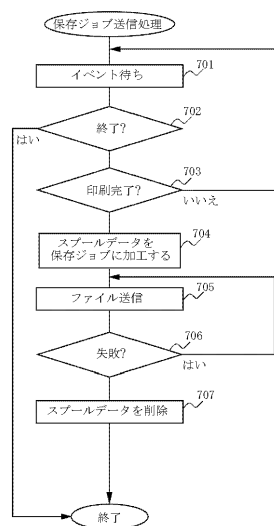 保存ジョブ送信処理
イベント待ち
701
終了?
702
はい
印刷完了?
703
いいえ
スプールデータを
保存ジョブに加工する
704
ファイル送信
705
失敗?
706
はい
スプールデータを削除
707
終了